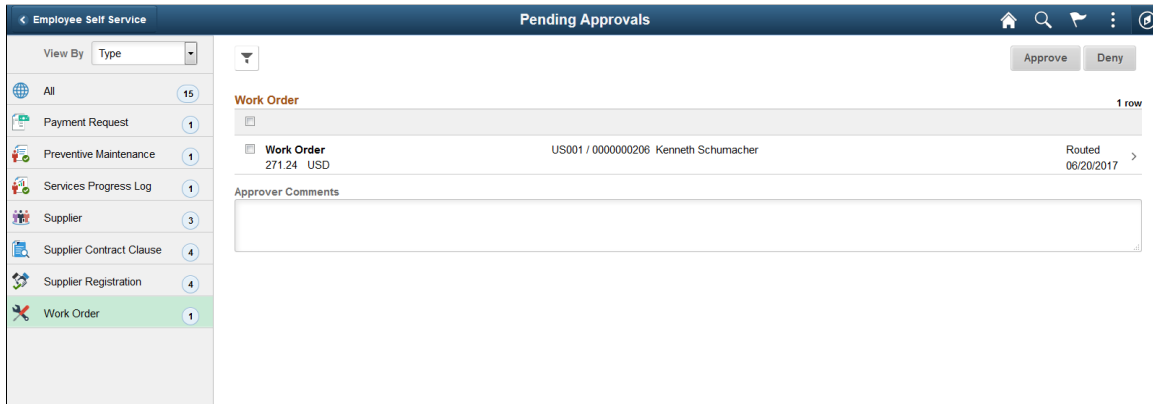 Employee Self Service
Pending Approvals
View By Type
All 15
Payment Request 1
Preventive Maintenance 1
Services Progress Log 1
Supplier 3
Supplier Contract Clause 4
Supplier Registration 4
Work Order 1
Approve Deny
Work Order 1 row
Work Order US001 / 0000000206 Kenneth Schumacher Routed
271.24 USD 06/20/2017
Approver Comments